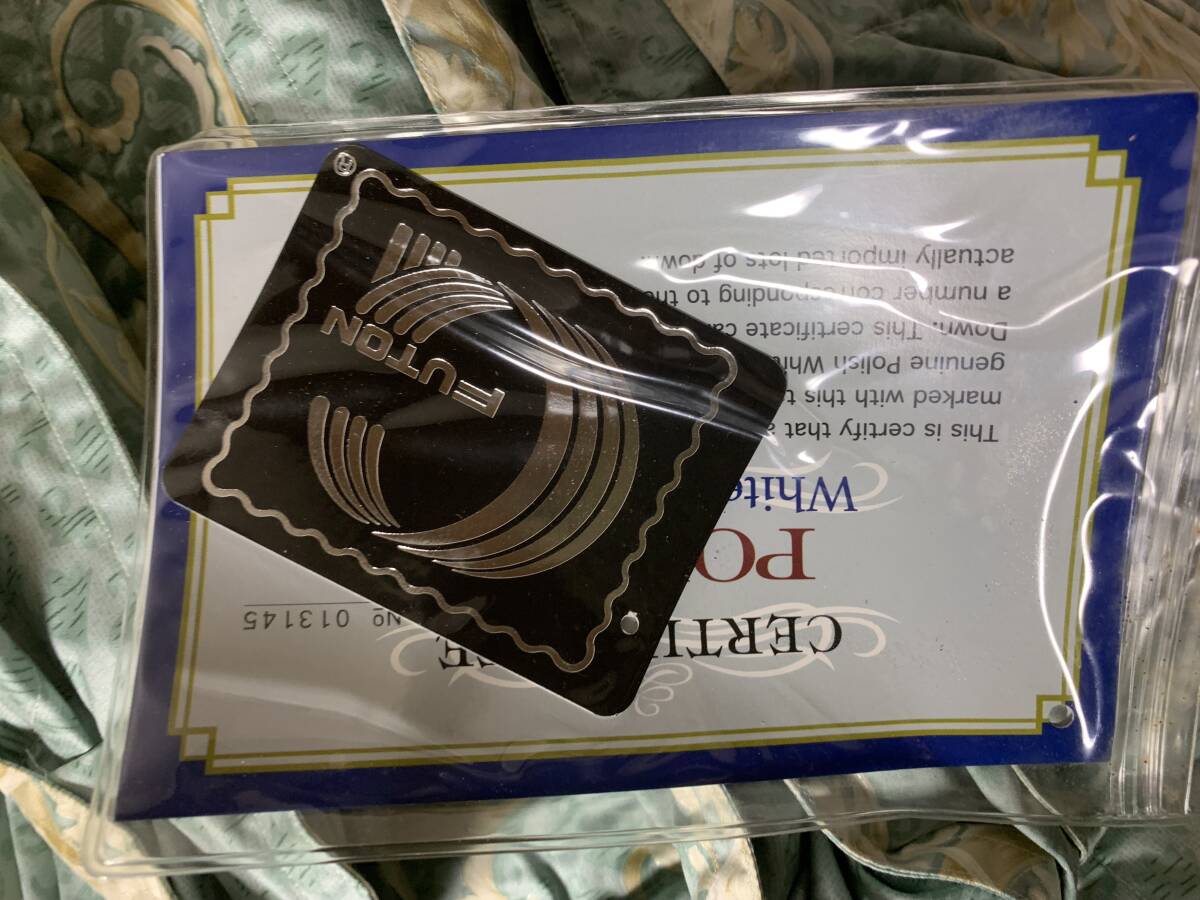 CERTI
№ 013145
PO
White
This is certify that a
marked with this t
genuine Polish Whi
Down. This certificate ca
a number corresponding to the
actually imported lots of down.
FUTON
®